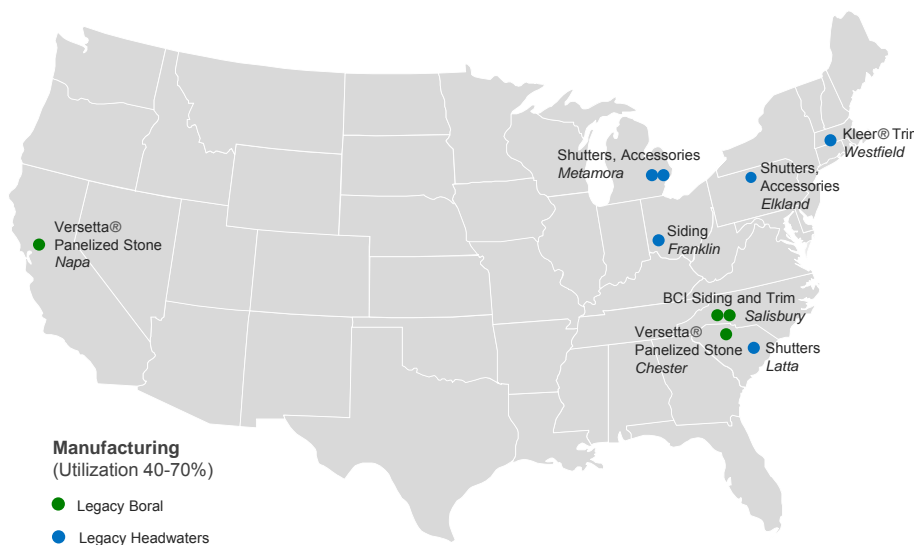 Kleer® Trir
Westfield
Shutters, Accessories
Metamora
Shutters,
Accessories
Elkland
Versetta®
Panelized Stone
Napa
Siding
Franklin
BCI Siding and Trim
Salisbury
Versetta®
Panelized Stone
Chester
Shutters
Latta
Manufacturing
(Utilization 40-70%)
Legacy Boral
Legacy Headwaters